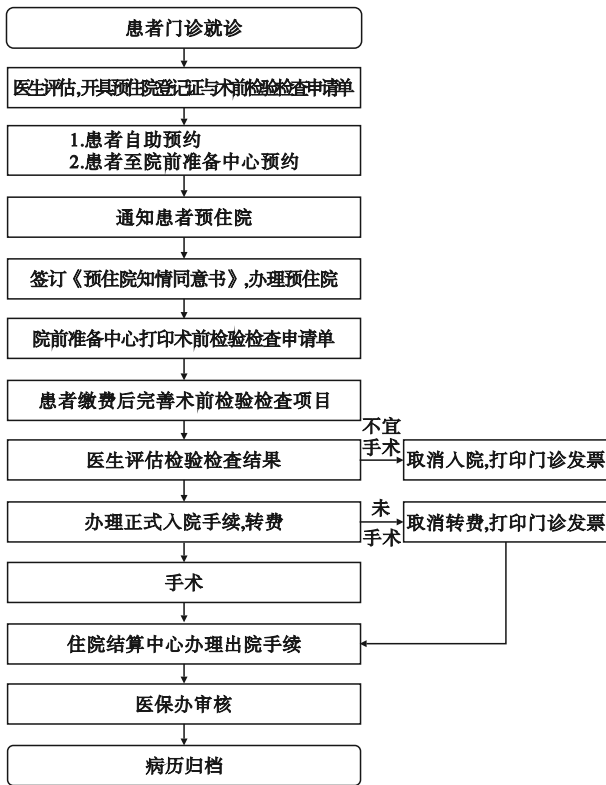 患者门诊就诊
医生评估,开具预住院登记证与术前检验检查申请单
1.患者自助预约
2.患者至院前准备中心预约
通知患者预住院
签订《预住院知情同意书》,办理预住院
院前准备中心打印术前检验检查申请单
患者缴费后完善术前检验检查项目
医生评估检验检查结果
不宜
手术
取消入院,打印门诊发票
办理正式入院手续,转费
未
手术
取消转费,打印门诊发票
手术
住院结算中心办理出院手续
医保办审核
病历归档